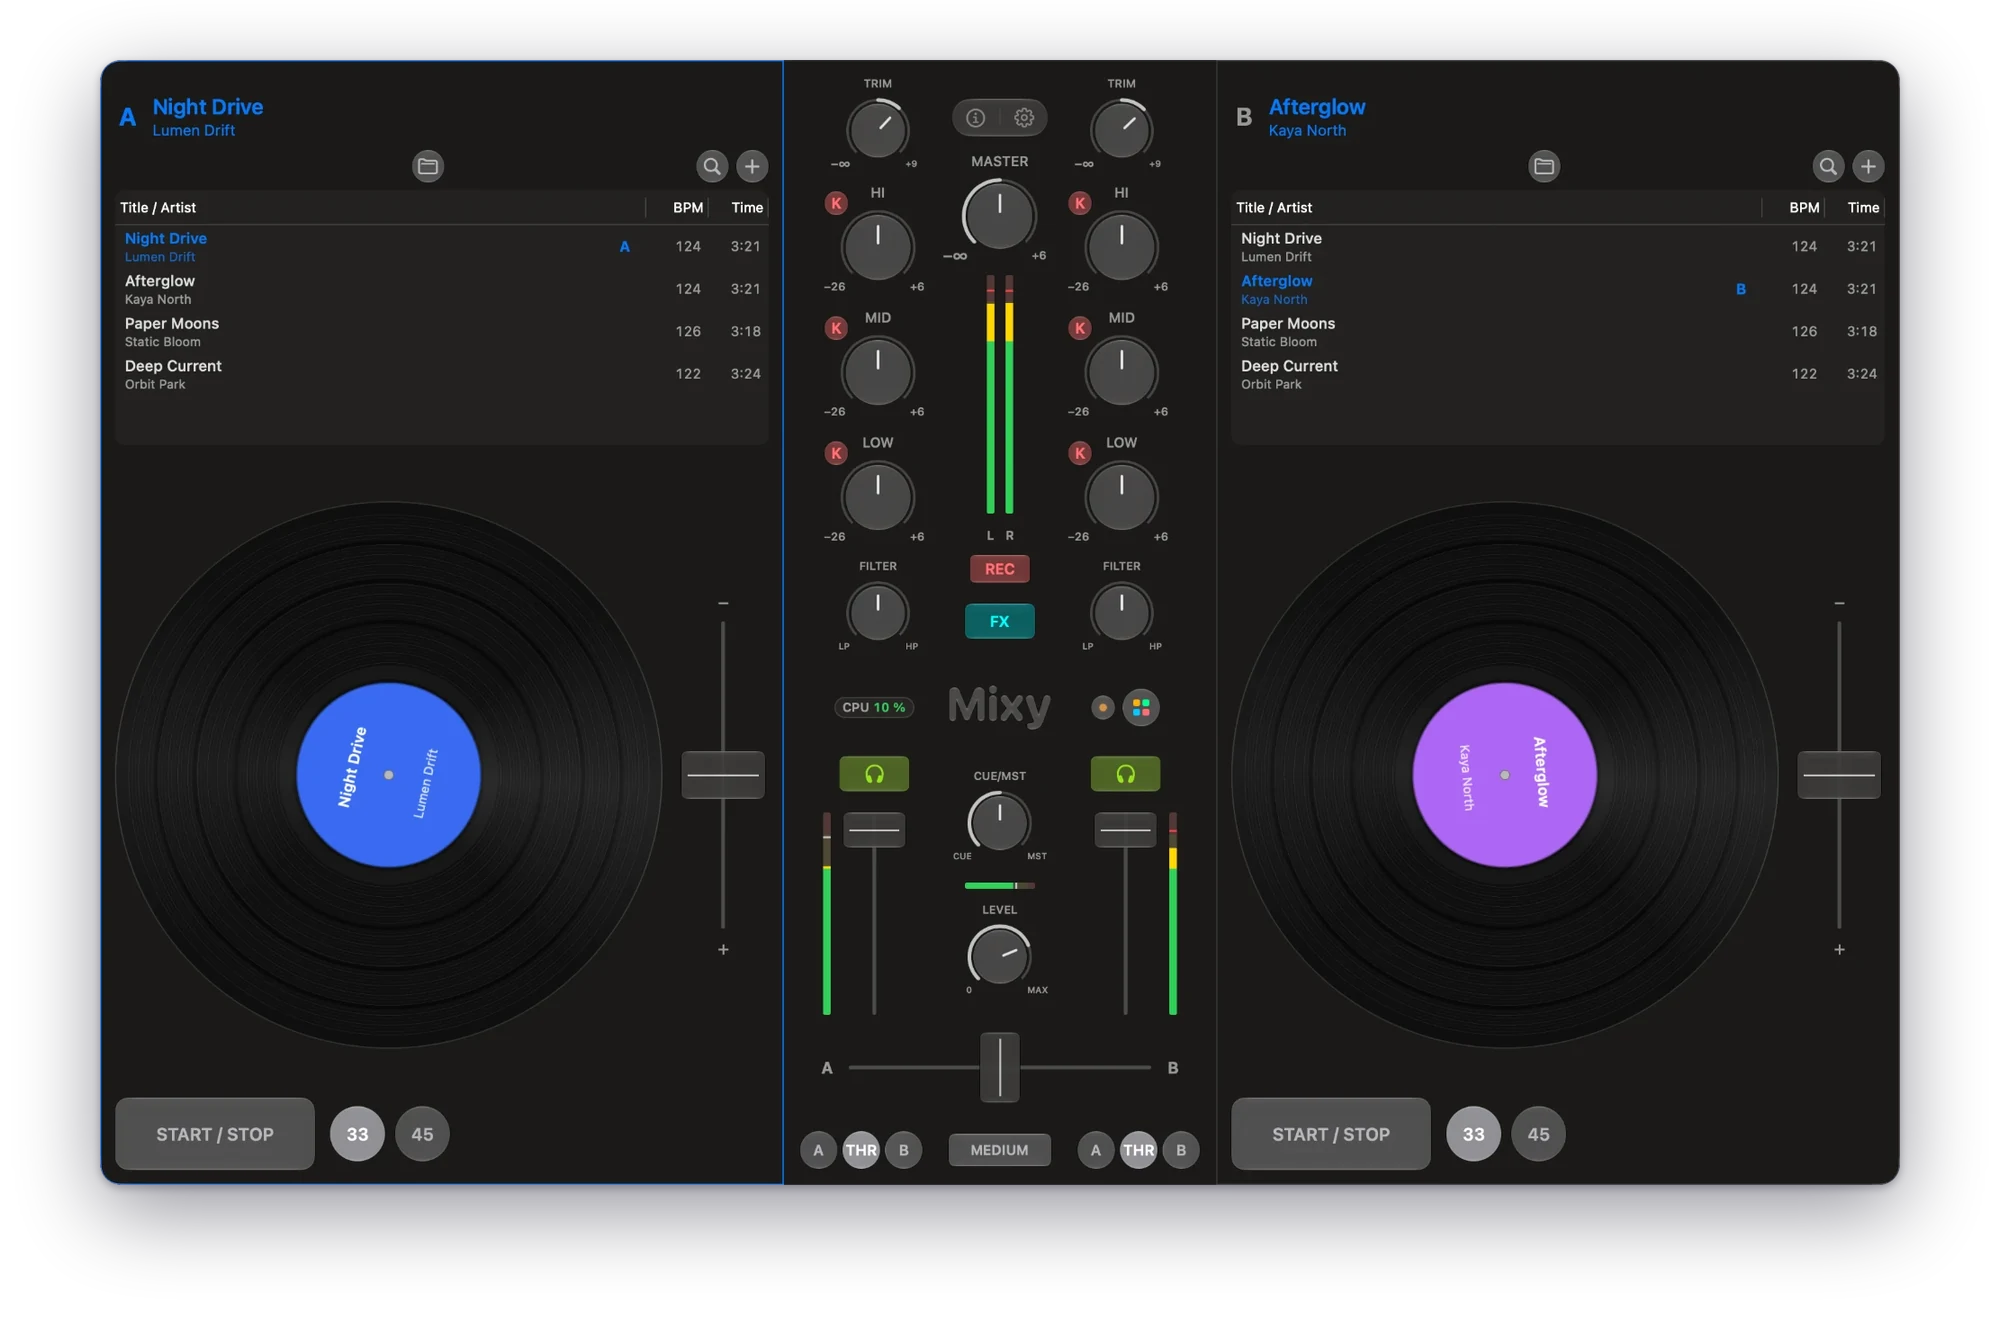 A
Night Drive
Lumen Drift
Title / Artist BPM Time
Night Drive
Lumen Drift
A 124 3:21
Afterglow
Kaya North
124 3:21
Paper Moons
Static Bloom
126 3:18
Deep Current
Orbit Park
122 3:24
Night Drive
Lumen Drift
−
+
START / STOP
33
45
TRIM
−∞ +9
K
HI
−26 +6
K
MID
−26 +6
K
LOW
−26 +6
FILTER
LP HP
MASTER
−∞ +6
L R
REC
FX
TRIM
−∞ +9
K
HI
−26 +6
K
MID
−26 +6
K
LOW
−26 +6
FILTER
LP HP
CPU 10 %
Mixy
CUE/MST
CUE MST
LEVEL
0 MAX
A B
A THR B
MEDIUM
A THR B
B
Afterglow
Kaya North
Title / Artist BPM Time
Night Drive
Lumen Drift
124 3:21
Afterglow
Kaya North
B 124 3:21
Paper Moons
Static Bloom
126 3:18
Deep Current
Orbit Park
122 3:24
Afterglow
Kaya North
−
+
START / STOP
33
45